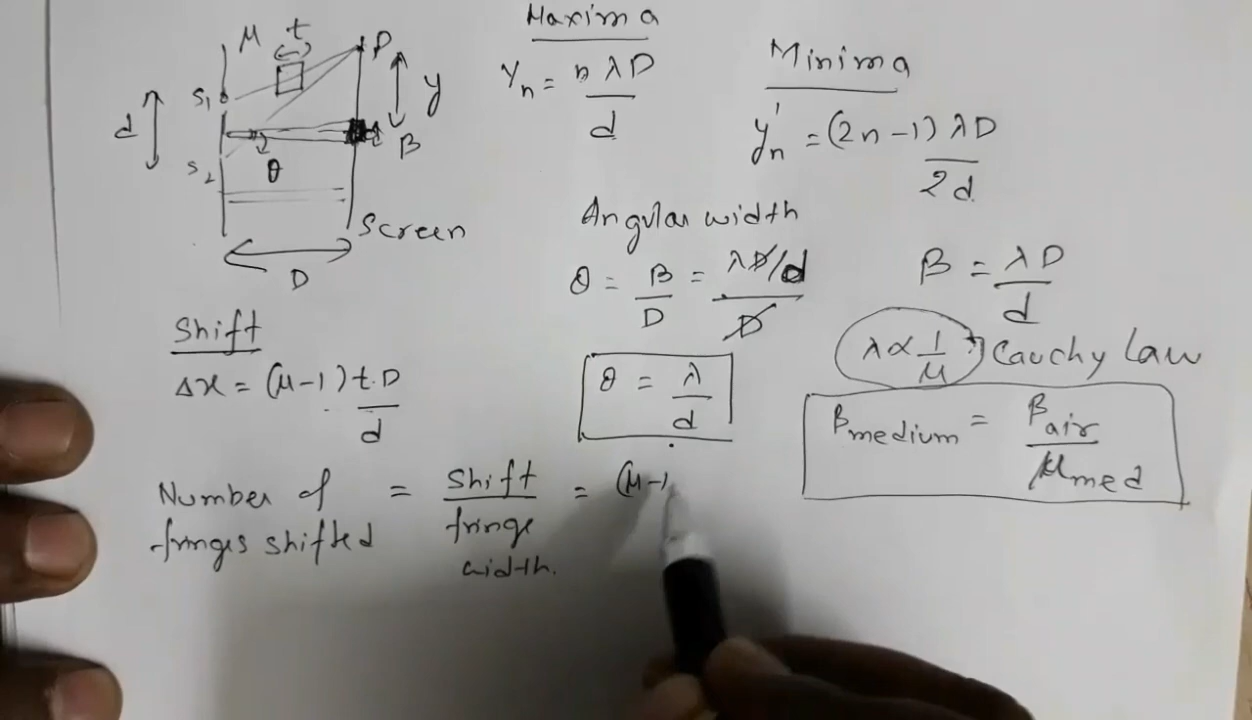 μ t
P
S₁
d
y
β
S₂
θ
Screen
D
Maxima
Yₙ = nλD/d
Minima
y'ₙ = (2n-1)λD/2d
Angular width
θ = β/D = λD/d/D
β = λD/d
λ ∝ 1/μ → Cauchy law
Shift
Δx = (μ-1)t.D/d
θ = λ/d
βmedium = βair/μmed
Number of fringes shifted = Shift/fringe width. = (μ-1